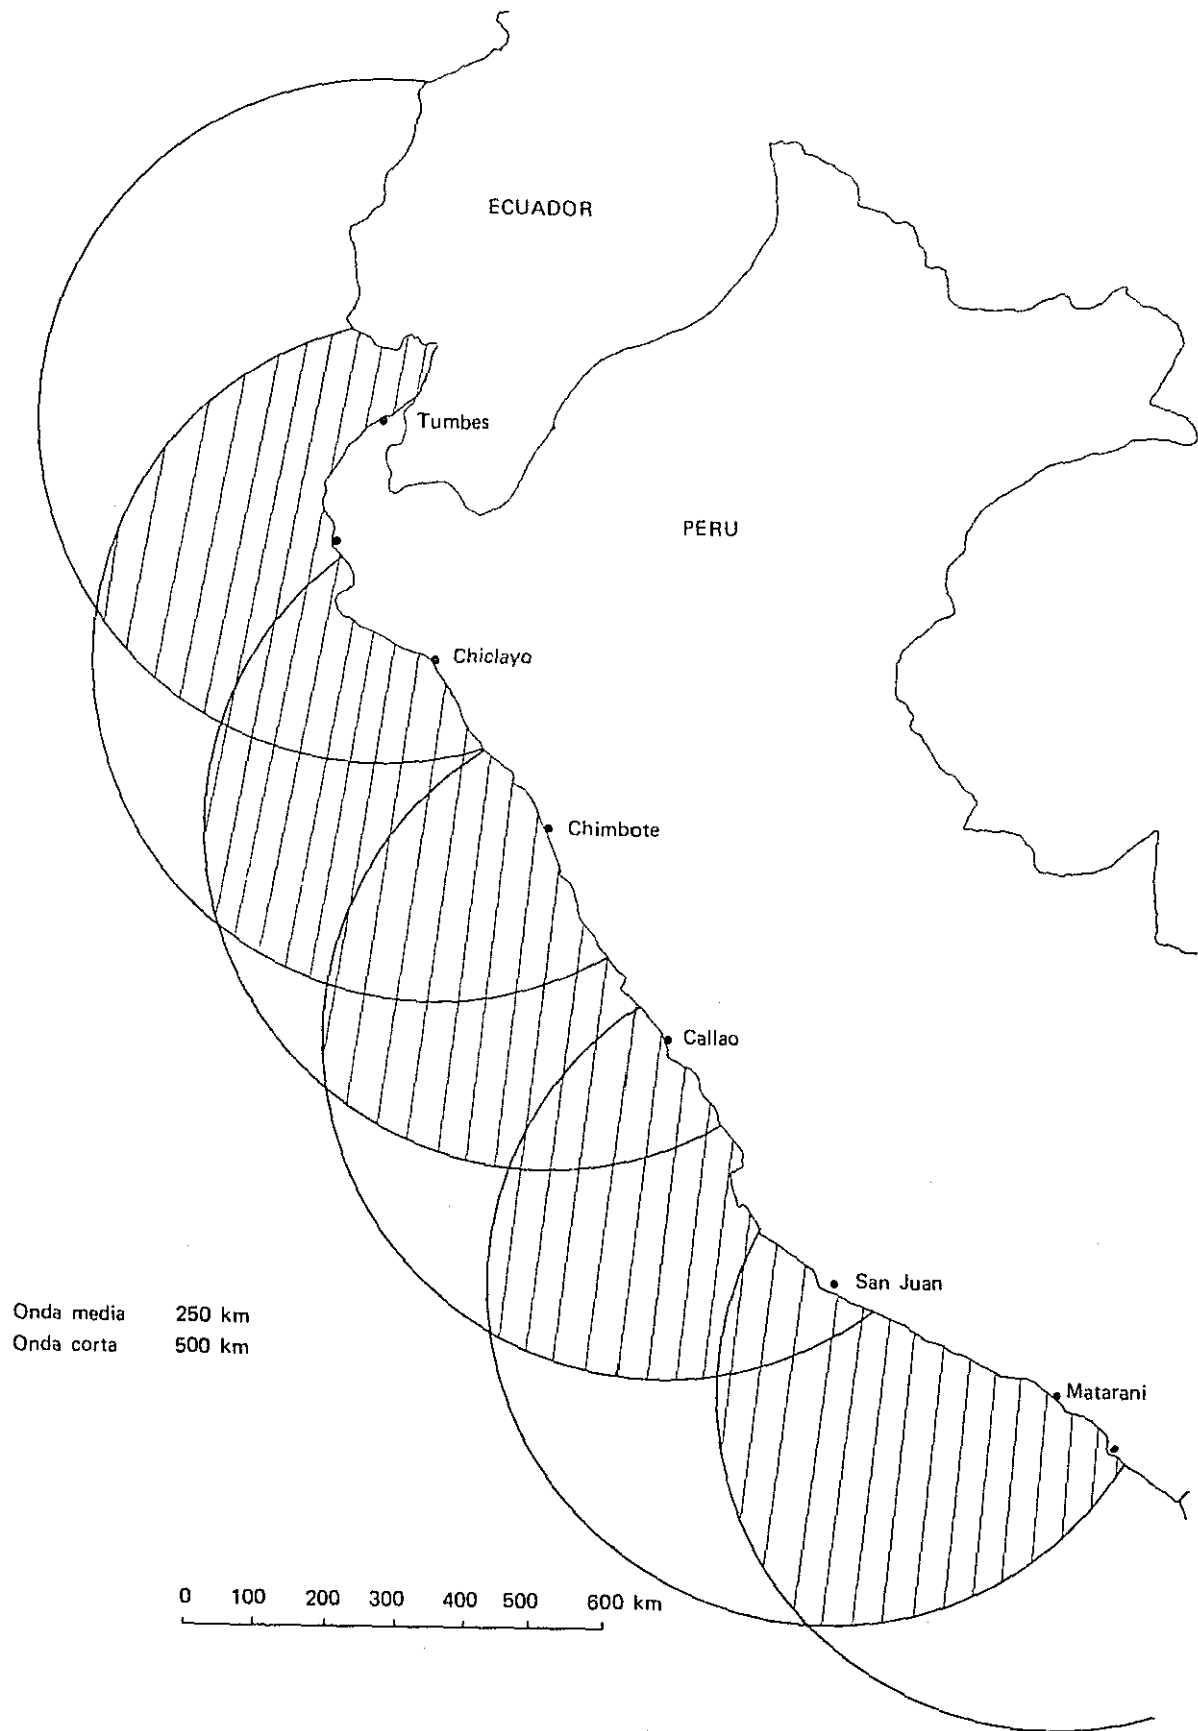 ECUADOR
Tumbes
PERU
Chiclayo
Chimbote
Callao
San Juan
Onda media 250 km
Onda corta 500 km
Matarani
0 100 200 300 400 500 600 km